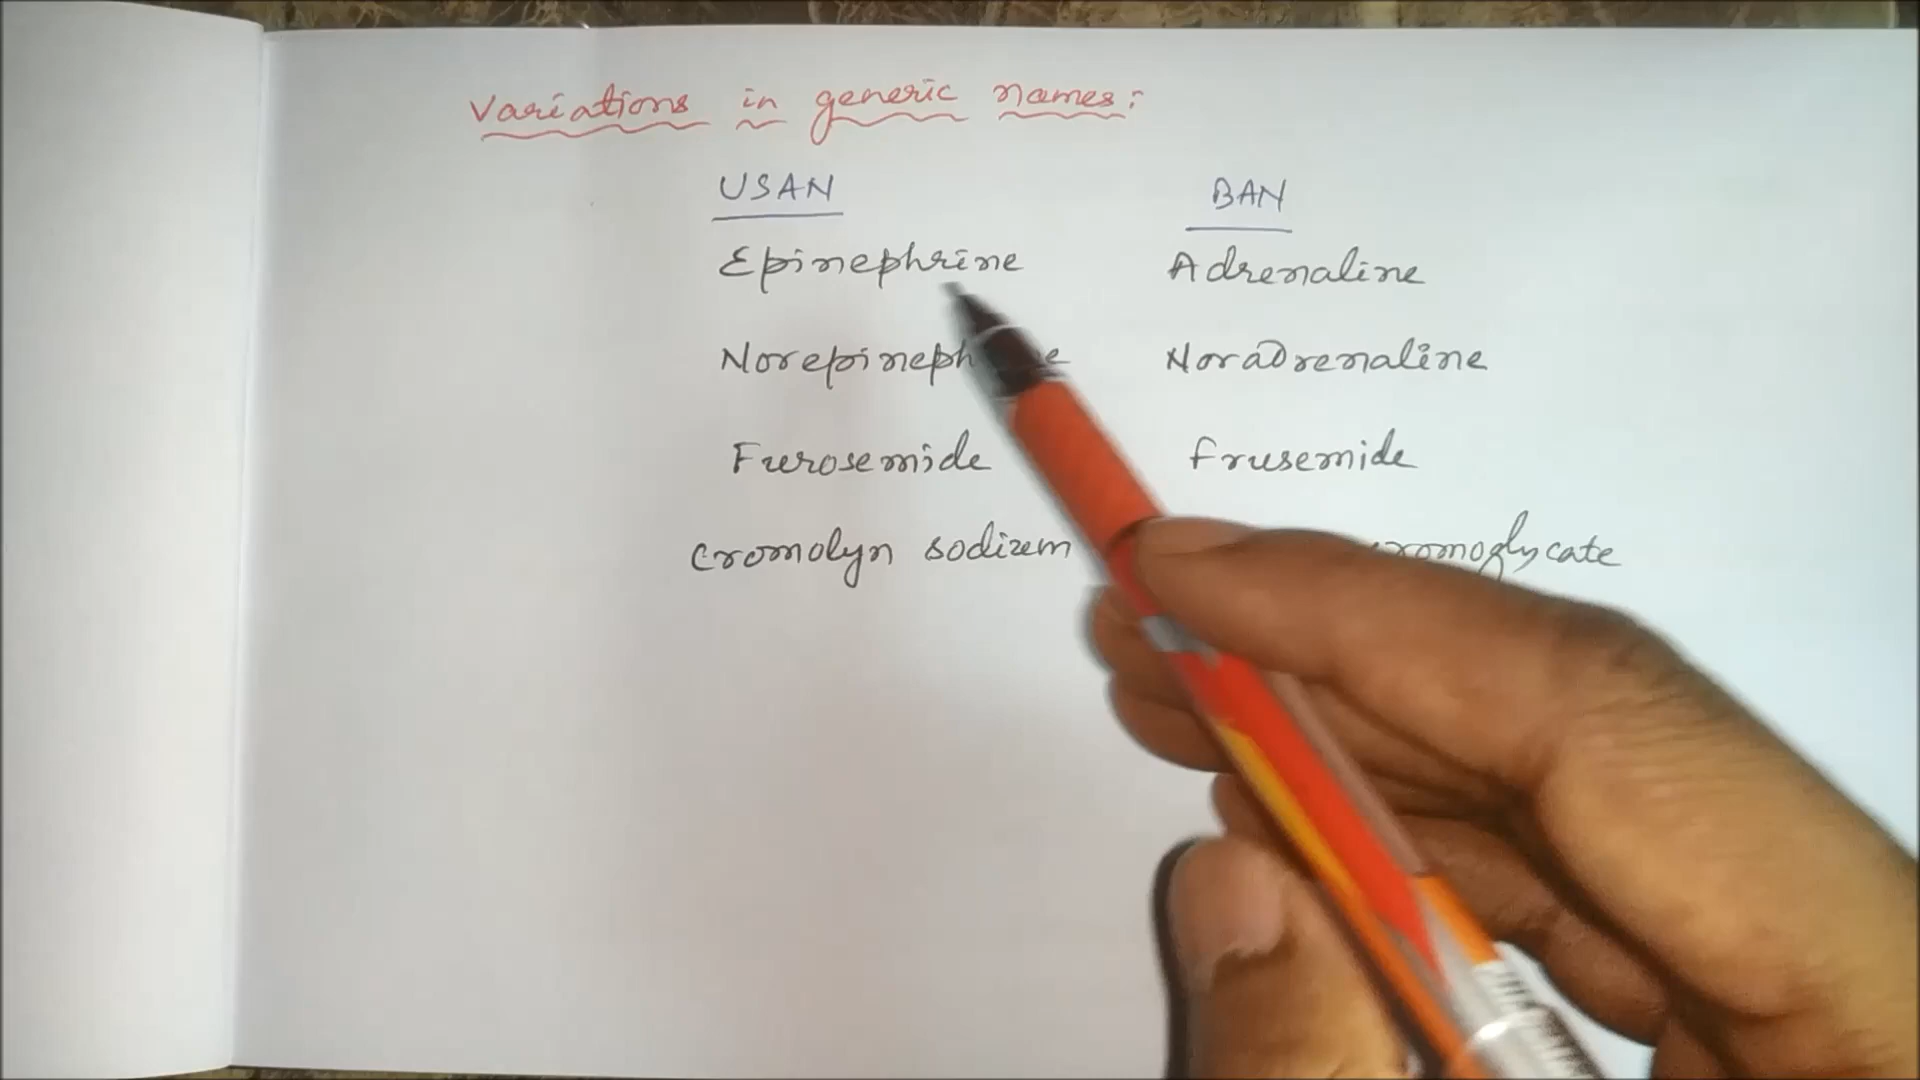 Variations in generic names:
USAN BAN
Epinephrine Adrenaline
Noradrenaline
Furosemide frusemide
Cromolyn sodium